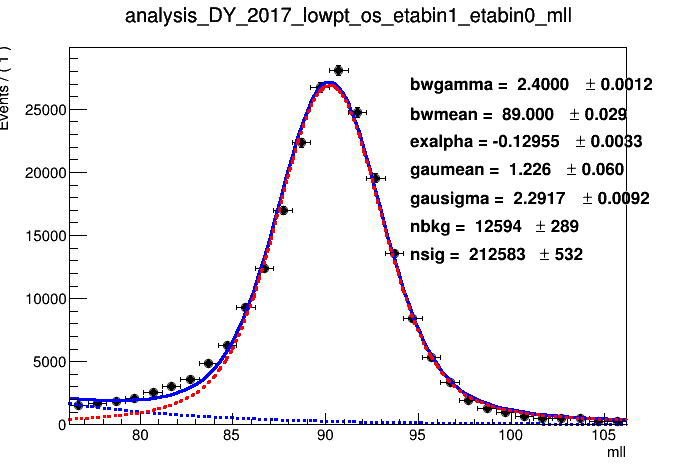 analysis_DY_2017_lowpt_os_etabin1_etabin0_mll
Events / ( 1 )
25000
20000
15000
10000
5000
0
bwgamma = 2.4000 ± 0.0012
bwmean = 89.000 ± 0.029
exalpha = -0.12955 ± 0.0033
gaumean = 1.226 ± 0.060
gausigma = 2.2917 ± 0.0092
nbkg = 12594 ± 289
nsig = 212583 ± 532
80 85 90 95 100 105
mll